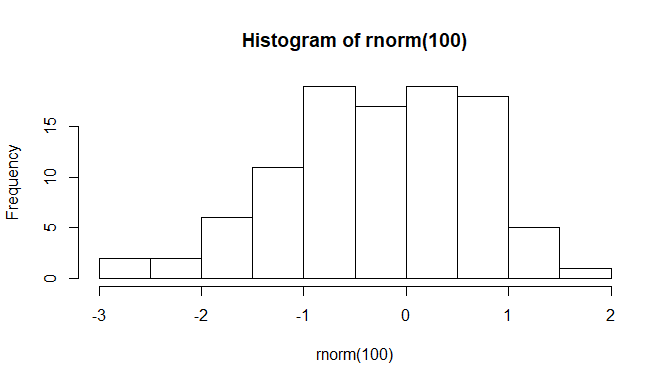 Histogram of rnorm(100)
Frequency
15
10
5
0
-3 -2 -1 0 1 2
rnorm(100)